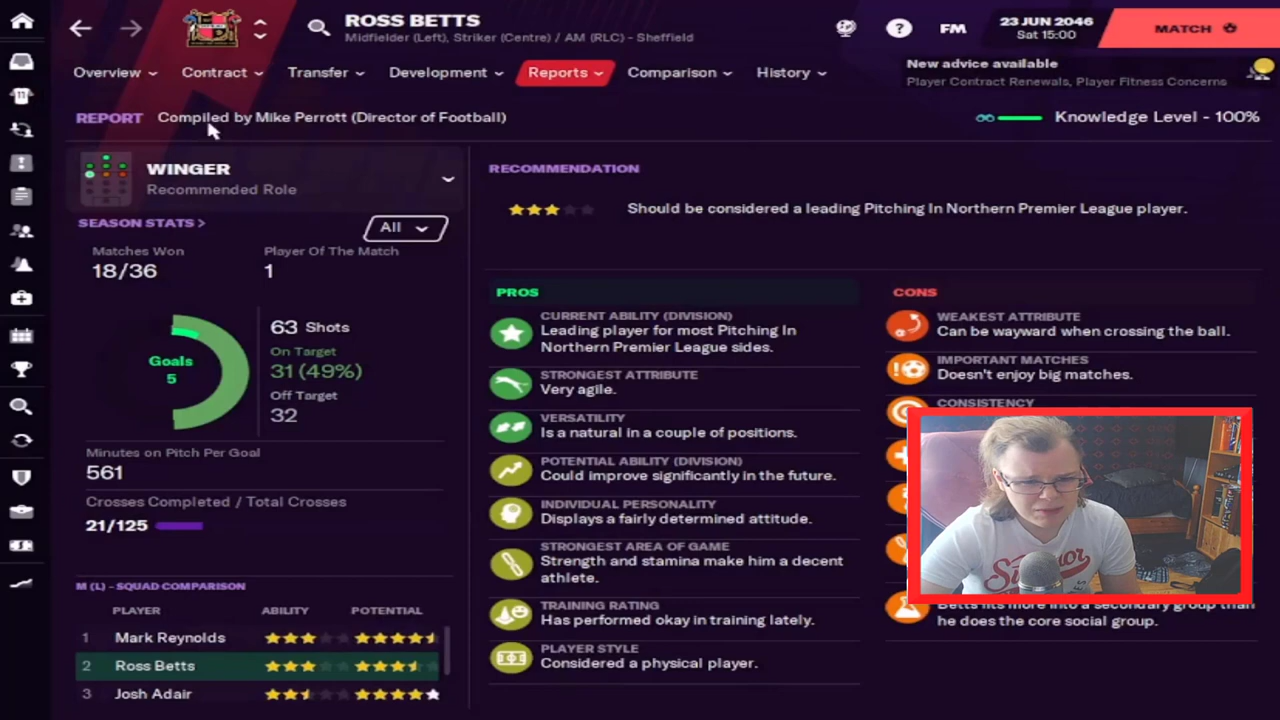 ROSS BETTS
Midfielder (Left), Striker (Centre) / AM (RLC) - Sheffield
?
FM
23 JUN 2046
Sat 15:00
MATCH
Overview
Contract
Transfer
Development
Reports
Comparison
History
New advice available
Player Contract Renewals, Player Fitness Concerns
REPORT Compiled by Mike Perrott (Director of Football)
Knowledge Level - 100%
WINGER
Recommended Role
SEASON STATS >
All
Matches Won
18/36
Player Of The Match
1
Goals
5
63 Shots
On Target
31 (49%)
Off Target
32
Minutes on Pitch Per Goal
561
Crosses Completed / Total Crosses
21/125
M (L) - SQUAD COMPARISON
PLAYER ABILITY POTENTIAL
1 Mark Reynolds
2 Ross Betts
3 Josh Adair
RECOMMENDATION
Should be considered a leading Pitching In Northern Premier League player.
PROS
CURRENT ABILITY (DIVISION)
Leading player for most Pitching In
Northern Premier League sides.
STRONGEST ATTRIBUTE
Very agile.
VERSATILITY
Is a natural in a couple of positions.
POTENTIAL ABILITY (DIVISION)
Could improve significantly in the future.
INDIVIDUAL PERSONALITY
Displays a fairly determined attitude.
STRONGEST AREA OF GAME
Strength and stamina make him a decent
athlete.
TRAINING RATING
Has performed okay in training lately.
PLAYER STYLE
Considered a physical player.
CONS
WEAKEST ATTRIBUTE
Can be wayward when crossing the ball.
IMPORTANT MATCHES
Doesn't enjoy big matches.
CONSISTENCY
Betts fits more into a secondary group than
he does the core social group.